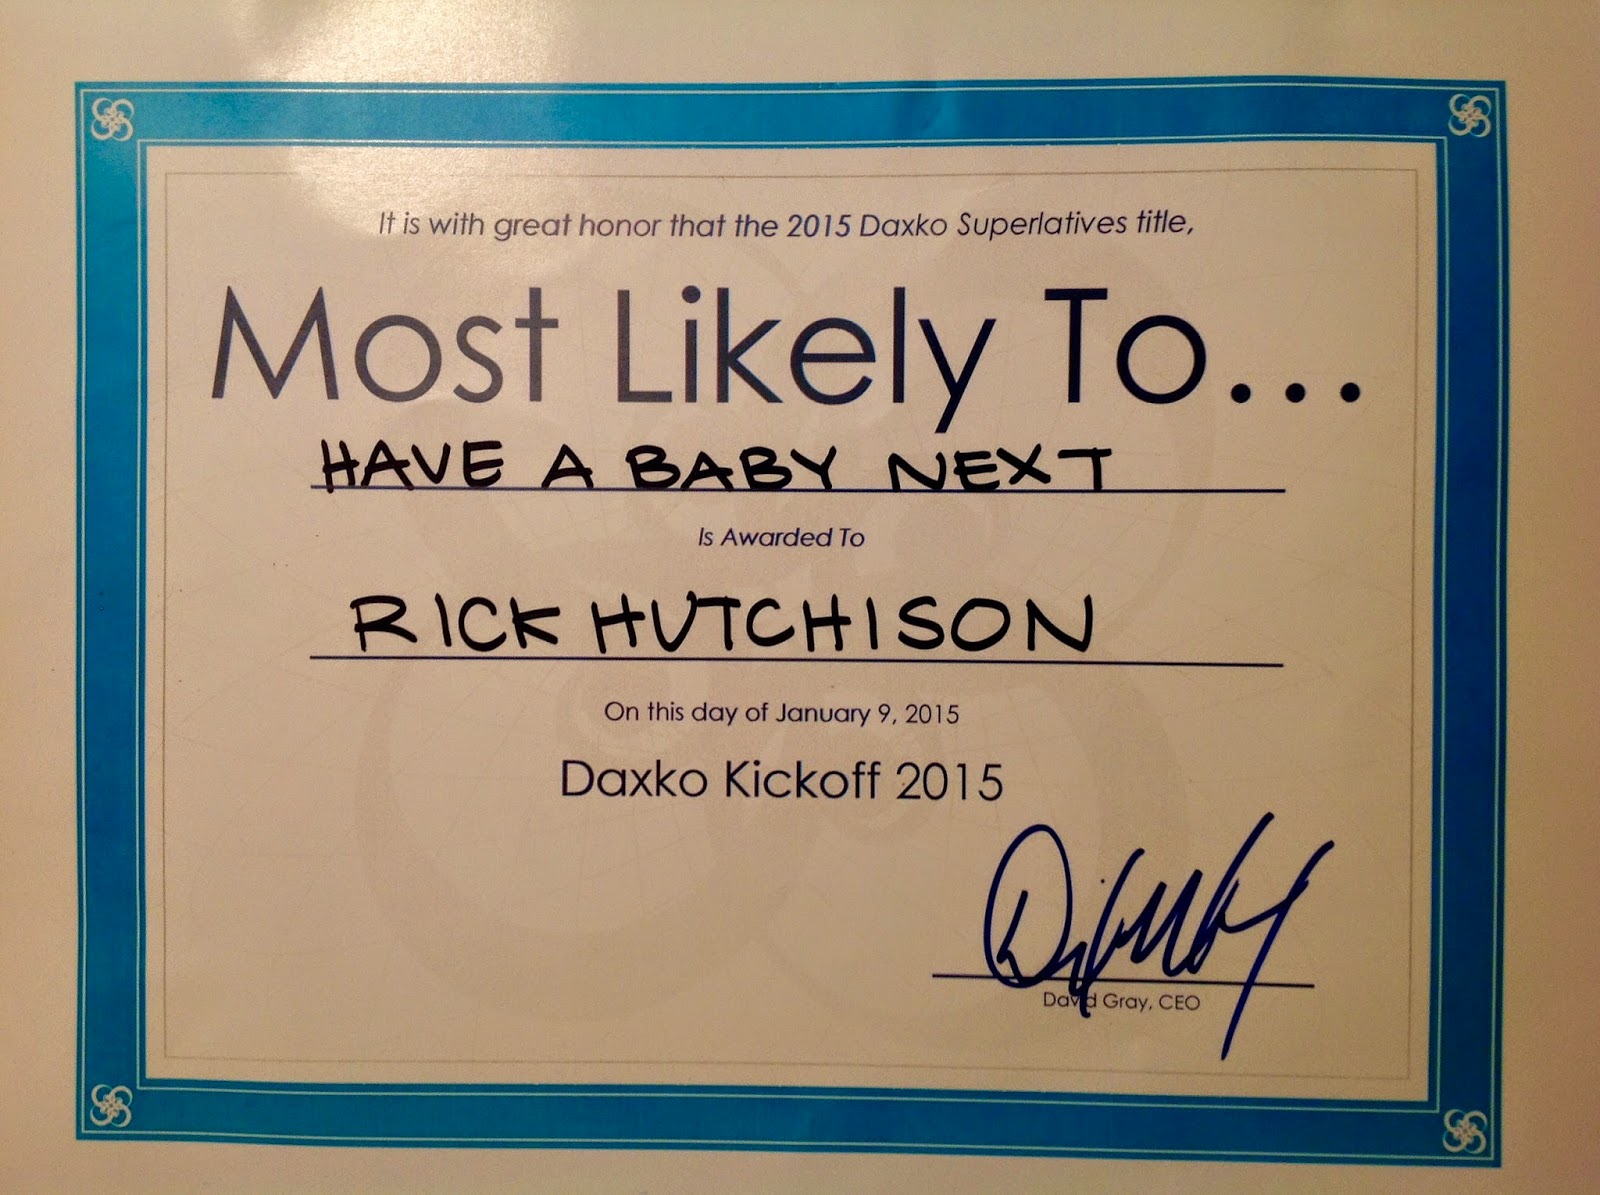 It is with great honor that the 2015 Daxko Superlatives title,
Most Likely To...
HAVE A BABY NEXT
Is Awarded To
RICK HUTCHISON
On this day of January 9, 2015
Daxko Kickoff 2015
David Gray, CEO